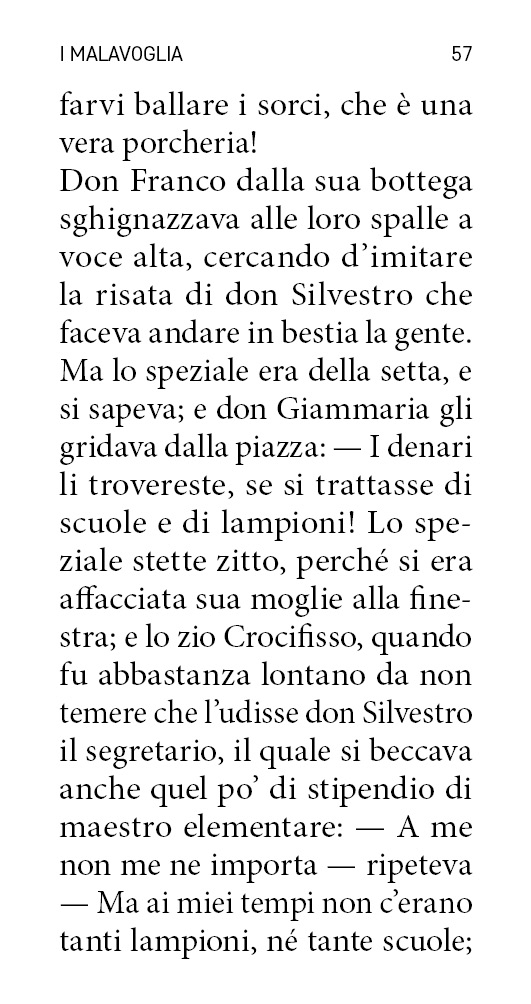 I MALAVOGLIA 57
farvi ballare i sorci, che è una
vera porcheria!
Don Franco dalla sua bottega
sghignazzava alle loro spalle a
voce alta, cercando d’imitare
la risata di don Silvestro che
faceva andare in bestia la gente.
Ma lo speziale era della setta, e
si sapeva; e don Giammaria gli
gridava dalla piazza: — I denari
li trovereste, se si trattasse di
scuole e di lampioni! Lo spe-
ziale stette zitto, perché si era
affacciata sua moglie alla fine-
stra; e lo zio Crocifisso, quando
fu abbastanza lontano da non
temere che l’udisse don Silvestro
il segretario, il quale si beccava
anche quel po’ di stipendio di
maestro elementare: — A me
non me ne importa — ripeteva
— Ma ai miei tempi non c’erano
tanti lampioni, né tante scuole;